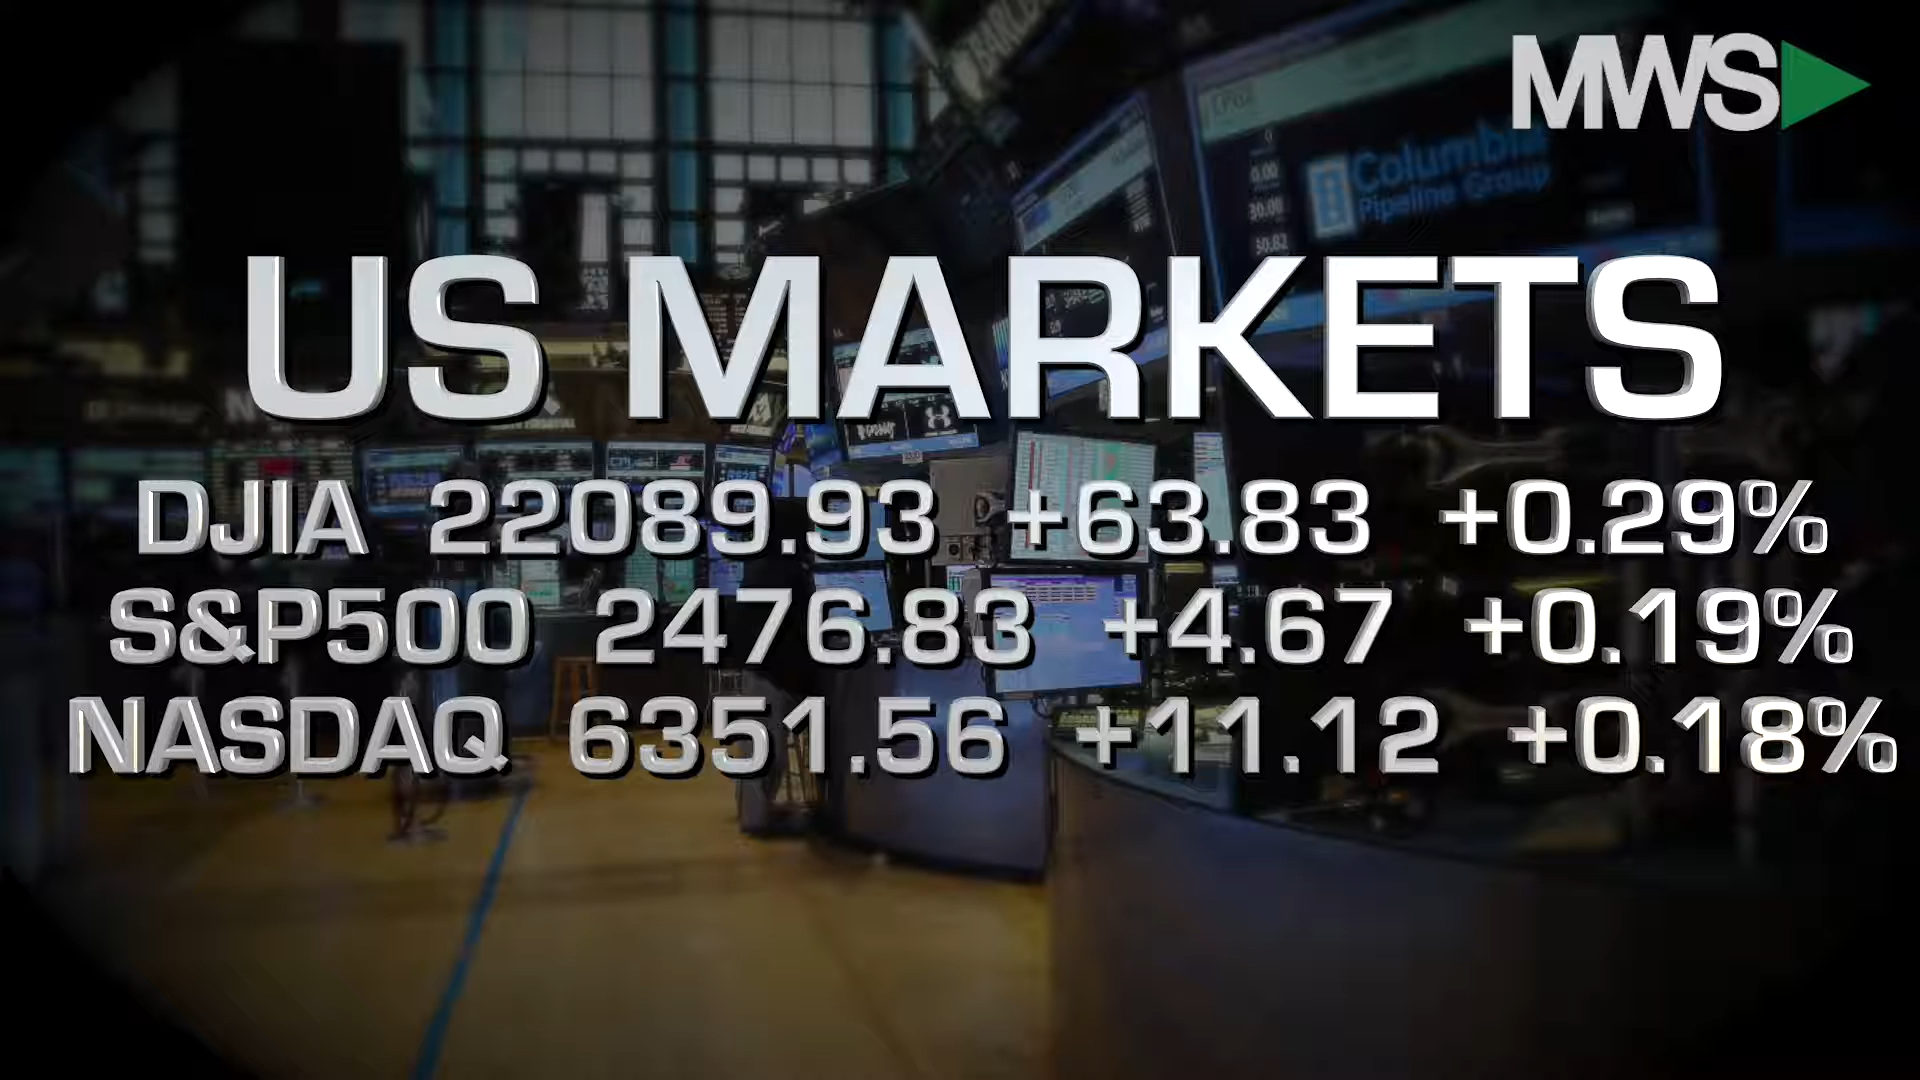 MWS
Columbia
Pipeline Group
US MARKETS
DJIA 22089.93 +63.83 +0.29%
S&P500 2476.83 +4.67 +0.19%
NASDAQ 6351.56 +11.12 +0.18%